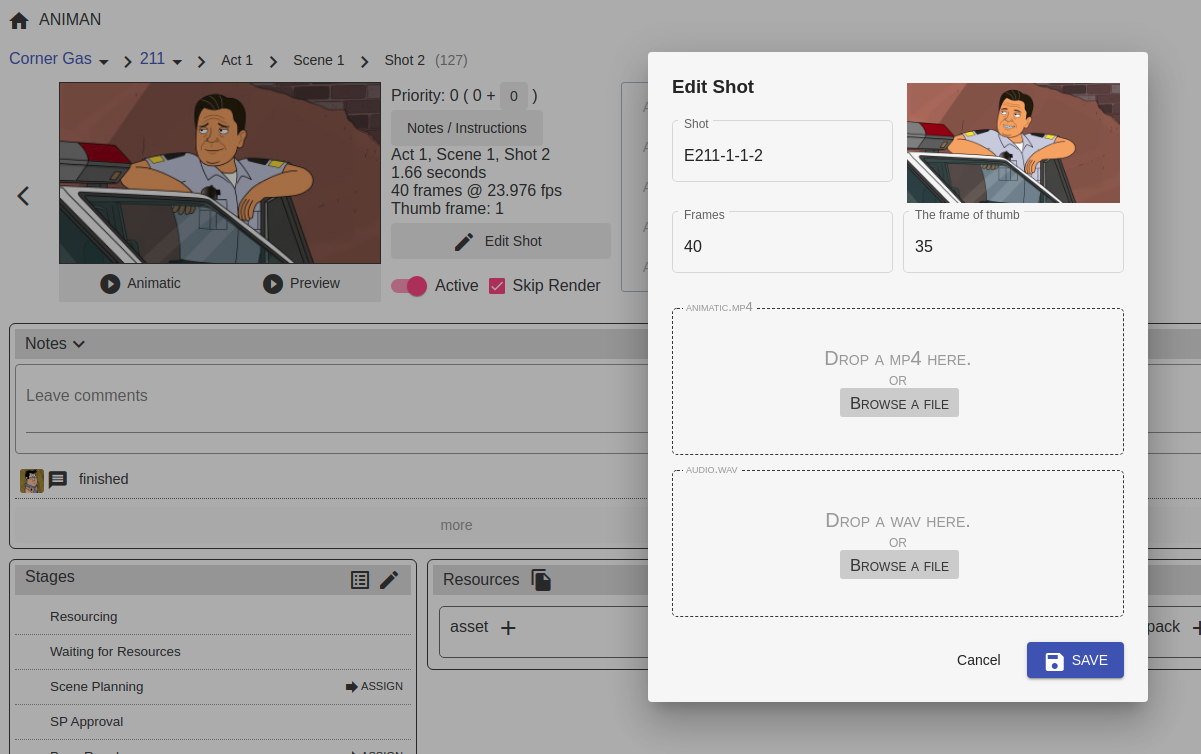 ANIMAN
Corner Gas
211
Act 1
Scene 1
Shot 2 (127)
Priority: 0 ( 0 + 0 )
Notes / Instructions
Act 1, Scene 1, Shot 2
1.66 seconds
40 frames @ 23.976 fps
Thumb frame: 1
Edit Shot
Animatic
Preview
Active
Skip Render
Notes
Leave comments
finished
more
Stages
Resourcing
Waiting for Resources
Scene Planning
ASSIGN
SP Approval
ASSIGN
Resources
asset
pack
Edit Shot
Shot
E211-1-1-2
Frames
40
The frame of thumb
35
ANIMATIC.MP4
DROP A MP4 HERE.
OR
BROWSE A FILE
AUDIO.WAV
DROP A WAV HERE.
OR
BROWSE A FILE
Cancel
SAVE